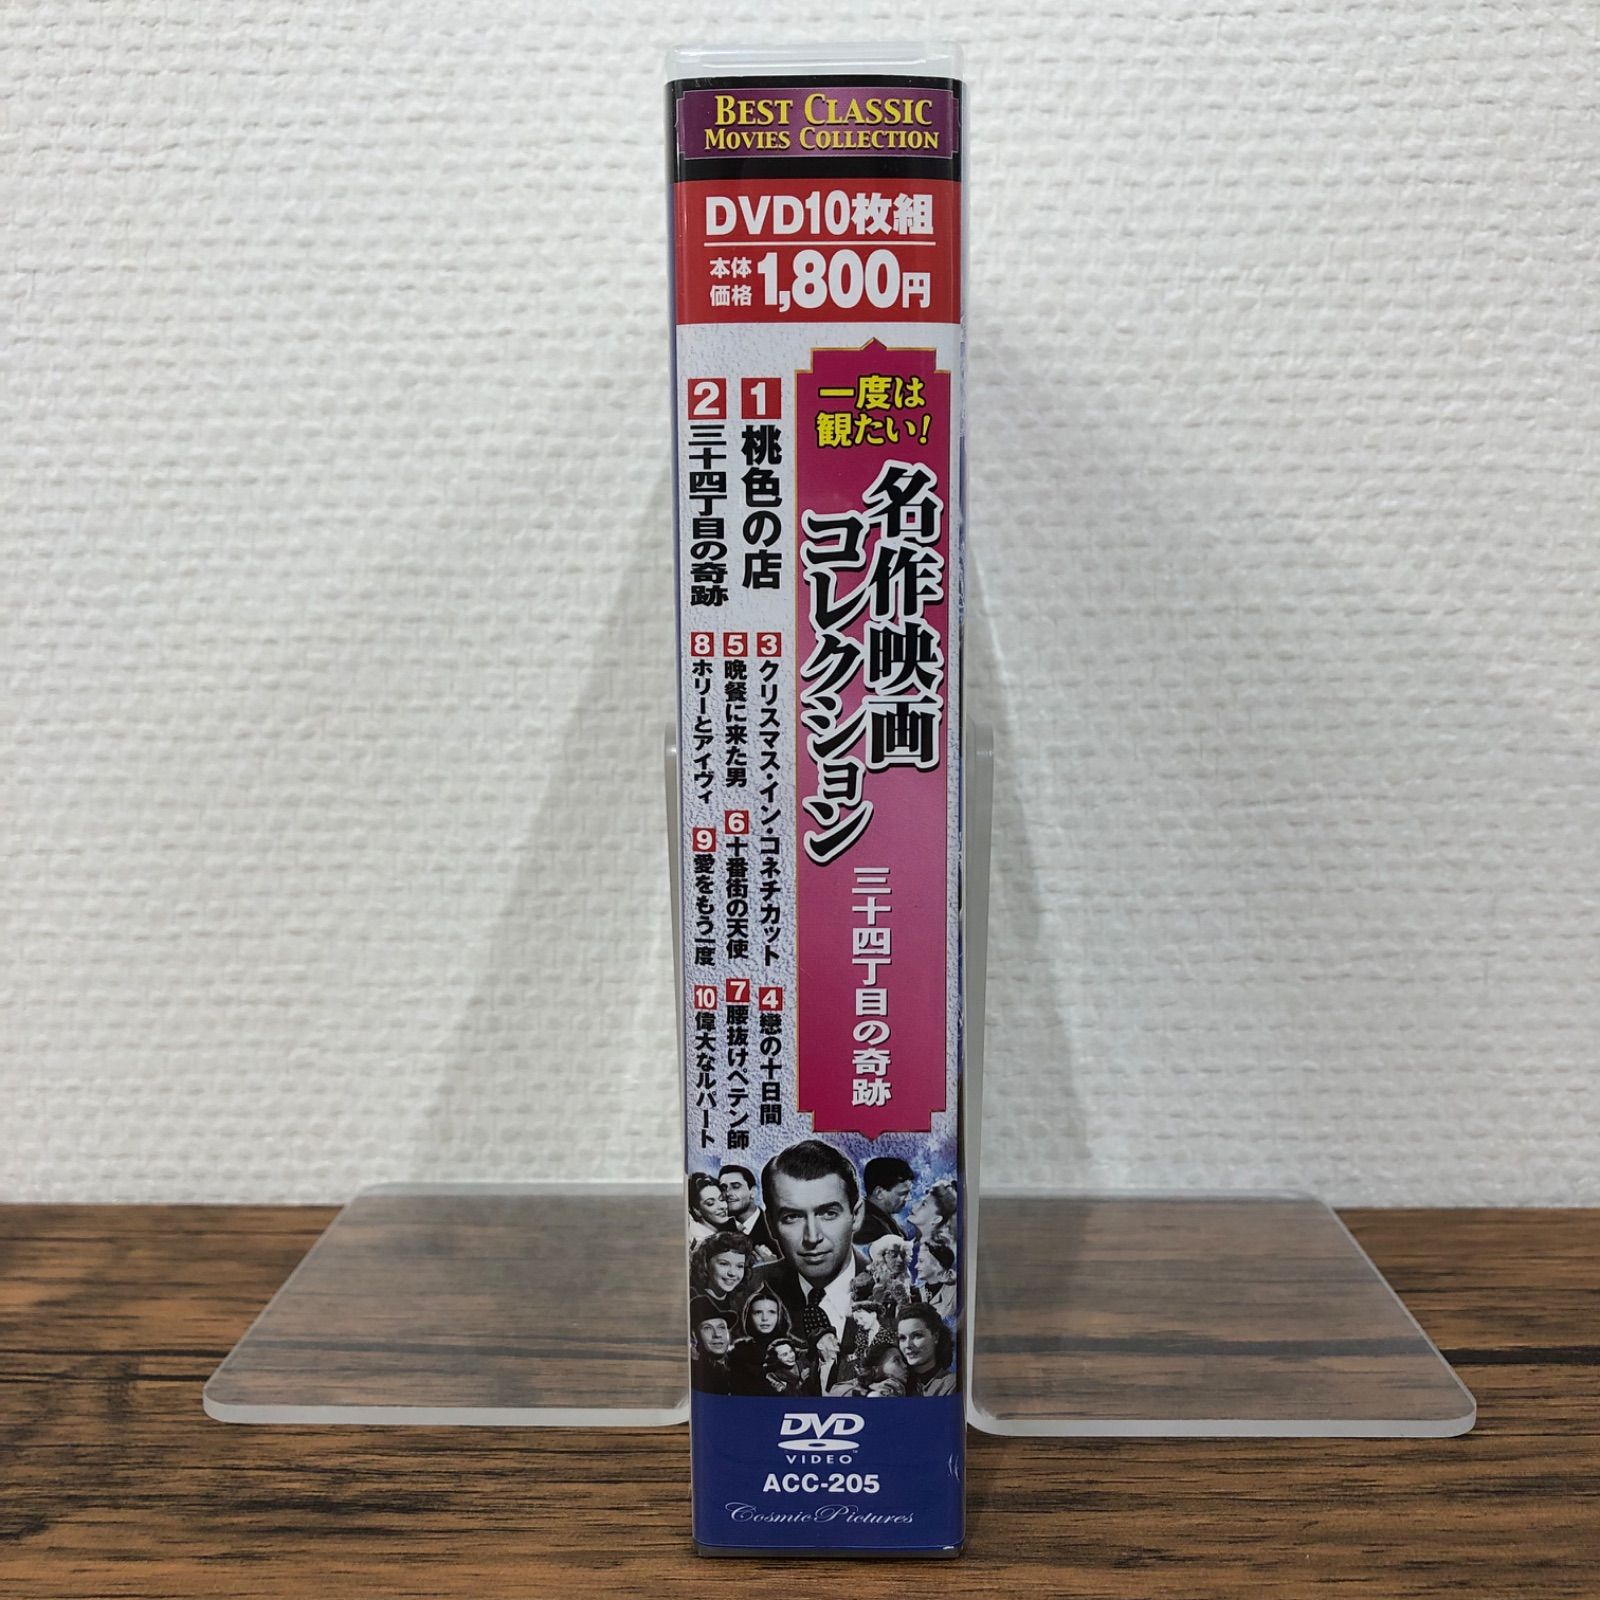 BEST CLASSIC
MOVIES COLLECTION
DVD10枚組
本体
価格 1,800円
一度は
観たい!
名作映画
コレクション
三十四丁目の奇跡
1 桃色の店
2 三十四丁目の奇跡
3 クリスマス・イン・コネチカット
4 戀の十日間
5 晩餐に来た男
6 十番街の天使
7 腰抜けペテン師
8 ホリーとアイヴィ
9 愛をもう一度
10 偉大なルパート
DVD
VIDEO™
ACC-205
Cosmic Pictures